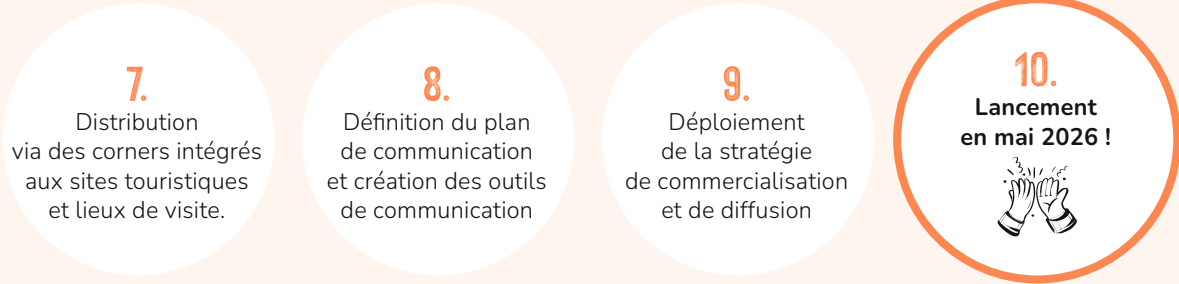 7.
Distribution
via des corners intégrés
aux sites touristiques
et lieux de visite.
8.
Définition du plan
de communication
et création des outils
de communication
9.
Déploiement
de la stratégie
de commercialisation
et de diffusion
10.
Lancement
en mai 2026 !